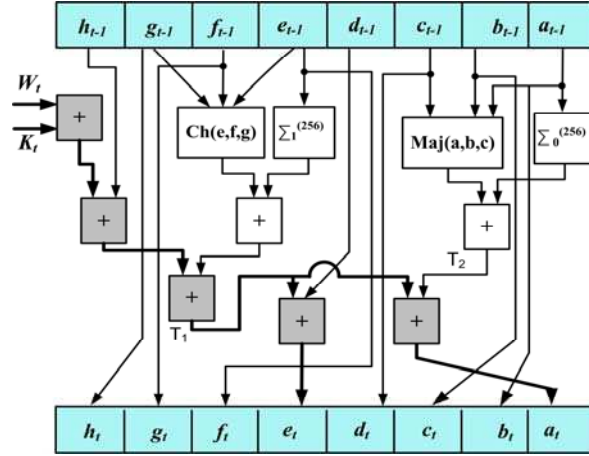 h_{t-1} g_{t-1} f_{t-1} e_{t-1} d_{t-1} c_{t-1} b_{t-1} a_{t-1}
W_t
K_t
+
Ch(e,f,g)
∑_1^{(256)}
Maj(a,b,c)
∑_0^{(256)}
+
+
+
T_2
+
+
+
T_1
h_t g_t f_t e_t d_t c_t b_t a_t